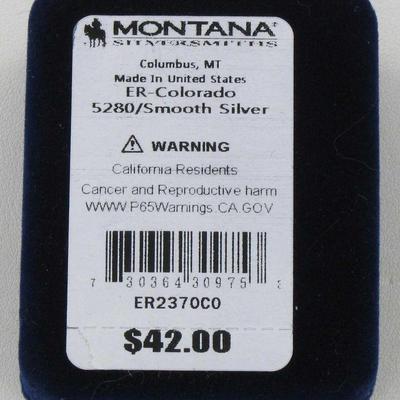 MONTANA
SILVERSMITHS
Columbus, MT
Made In United States
ER-Colorado
5280/Smooth Silver
WARNING
California Residents
Cancer and Reproductive harm
WWW.P65Warnings.CA.GOV
7 30364 30975 3
ER2370CO
$42.00